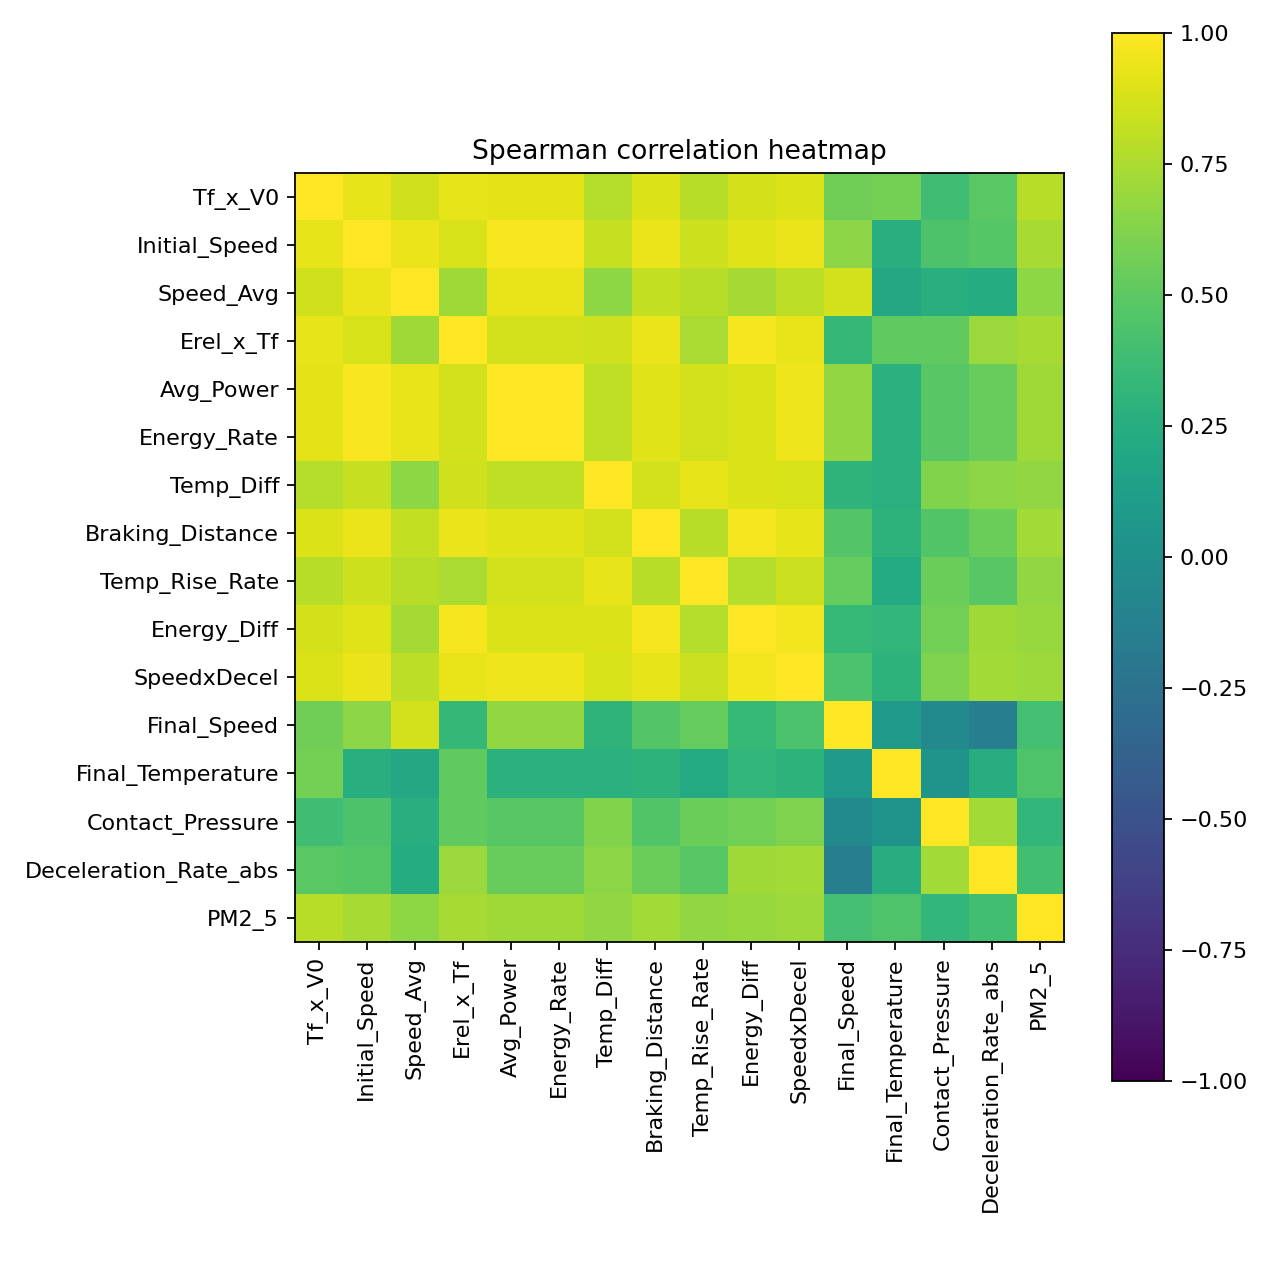 Spearman correlation heatmap
Tf_x_V0
Initial_Speed
Speed_Avg
Erel_x_Tf
Avg_Power
Energy_Rate
Temp_Diff
Braking_Distance
Temp_Rise_Rate
Energy_Diff
SpeedxDecel
Final_Speed
Final_Temperature
Contact_Pressure
Deceleration_Rate_abs
PM2_5
Tf_x_V0
Initial_Speed
Speed_Avg
Erel_x_Tf
Avg_Power
Energy_Rate
Temp_Diff
Braking_Distance
Temp_Rise_Rate
Energy_Diff
SpeedxDecel
Final_Speed
Final_Temperature
Contact_Pressure
Deceleration_Rate_abs
PM2_5
1.00
0.75
0.50
0.25
0.00
−0.25
−0.50
−0.75
−1.00